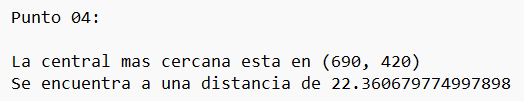 Punto 04:
La central mas cercana esta en (690, 420)
Se encuentra a una distancia de 22.360679774997898